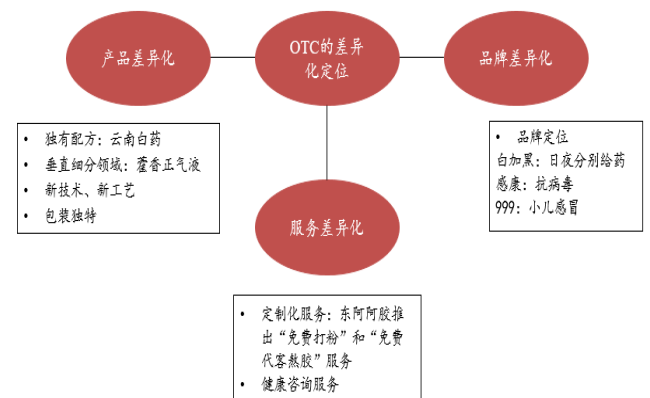 产品差异化
OTC的差异
化定位
品牌差异化
• 独有配方：云南白药
• 垂直细分领域：藿香正气液
• 新技术、新工艺
• 包装独特
• 品牌定位
白加黑：日夜分别给药
感康：抗病毒
999：小儿感冒
服务差异化
• 定制化服务：东阿阿胶推
出“免费打粉”和“免费
代客熬胶”服务
• 健康咨询服务